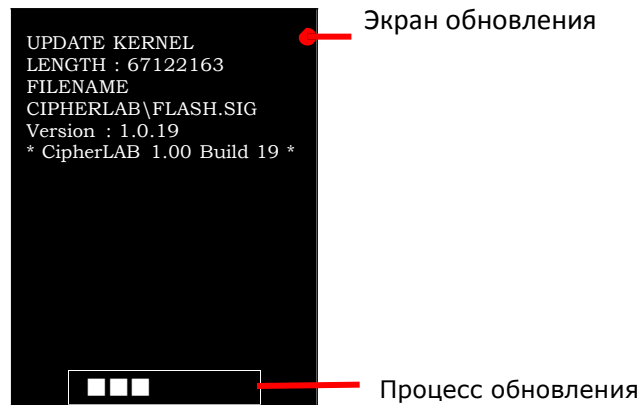 Экран обновления
UPDATE KERNEL
LENGTH : 67122163
FILENAME
CIPHERLAB\FLASH.SIG
Version : 1.0.19
* CipherLAB 1.00 Build 19 *
Процесс обновления